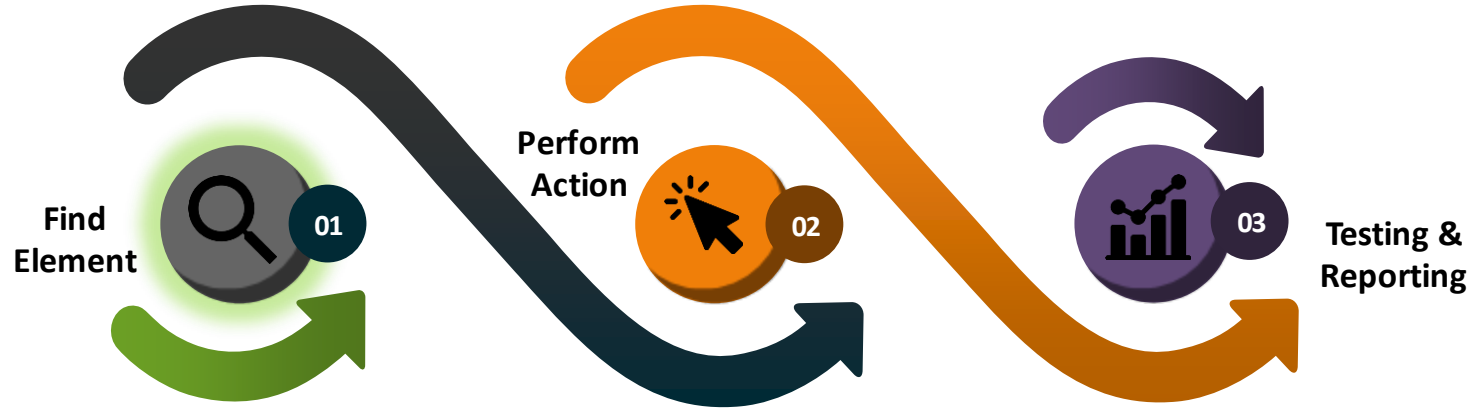 Find
Element
01
Perform
Action
02
03
Testing &
Reporting